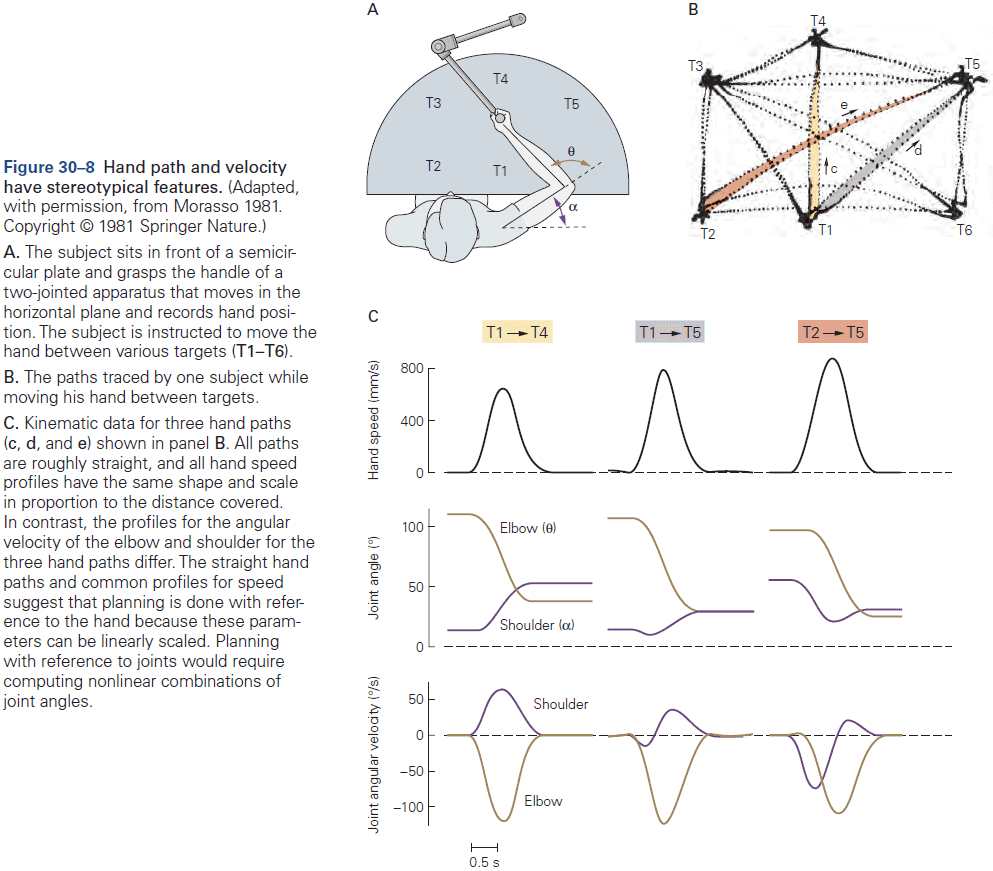 Figure 30–8 Hand path and velocity
have stereotypical features. (Adapted,
with permission, from Morasso 1981.
Copyright © 1981 Springer Nature.)
A. The subject sits in front of a semicir-
cular plate and grasps the handle of a
two-jointed apparatus that moves in the
horizontal plane and records hand posi-
tion. The subject is instructed to move the
hand between various targets (T1–T6).
B. The paths traced by one subject while
moving his hand between targets.
C. Kinematic data for three hand paths
(c, d, and e) shown in panel B. All paths
are roughly straight, and all hand speed
profiles have the same shape and scale
in proportion to the distance covered.
In contrast, the profiles for the angular
velocity of the elbow and shoulder for the
three hand paths differ. The straight hand
paths and common profiles for speed
suggest that planning is done with refer-
ence to the hand because these param-
eters can be linearly scaled. Planning
with reference to joints would require
computing nonlinear combinations of
joint angles.
A
T4
T3
T5
T2
T1
θ
α
B
T4
T3
T5
e
d
c
T2
T1
T6
C
T1 → T4
T1 → T5
T2 → T5
Hand speed (mm/s)
800
400
0
Joint angle (°)
100
50
0
Elbow (θ)
Shoulder (α)
Joint angular velocity (°/s)
50
0
−50
−100
Shoulder
Elbow
0.5 s